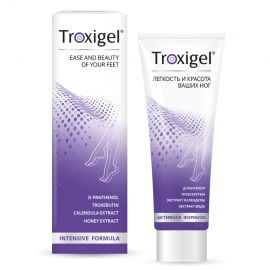 Troxigel®
EASE AND BEAUTY
OF YOUR FEET
D-PANTHENOL
TROXERUTIN
CALENDULA EXTRACT
HONEY EXTRACT
INTENSIVE FORMULA
Troxigel®
ЛЕГКОСТЬ И КРАСОТА
ВАШИХ НОГ
Д-ПАНТЕНОЛ
ТРОКСЕРУТИН
ЭКСТРАКТ КАЛЕНДУЛЫ
ЭКСТРАКТ МЕДА
АКТИВНАЯ ФОРМУЛА